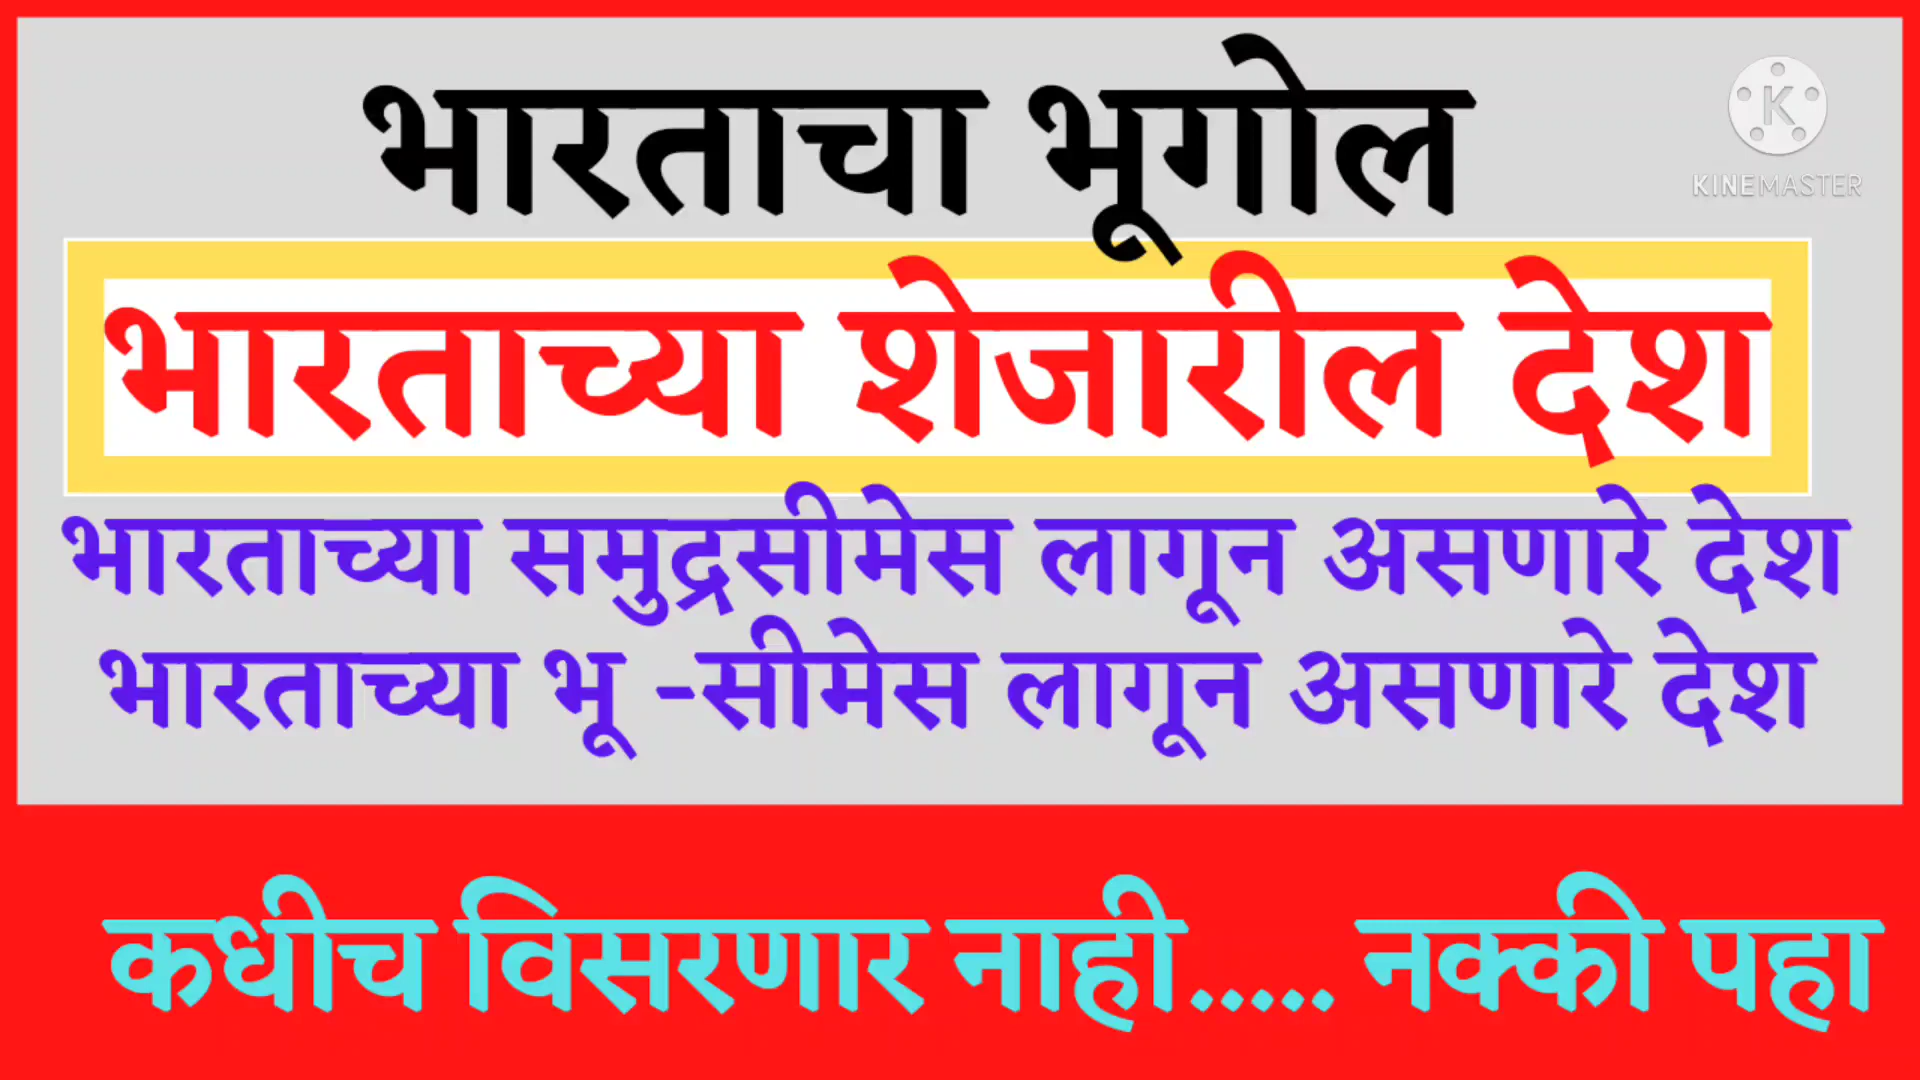 भारताचा भूगोल
KINEMASTER
भारताच्या शेजारील देश
भारताच्या समुद्रसीमेस लागून असणारे देश
भारताच्या भू -सीमेस लागून असणारे देश
कधीच विसरणार नाही..... नक्की पहा